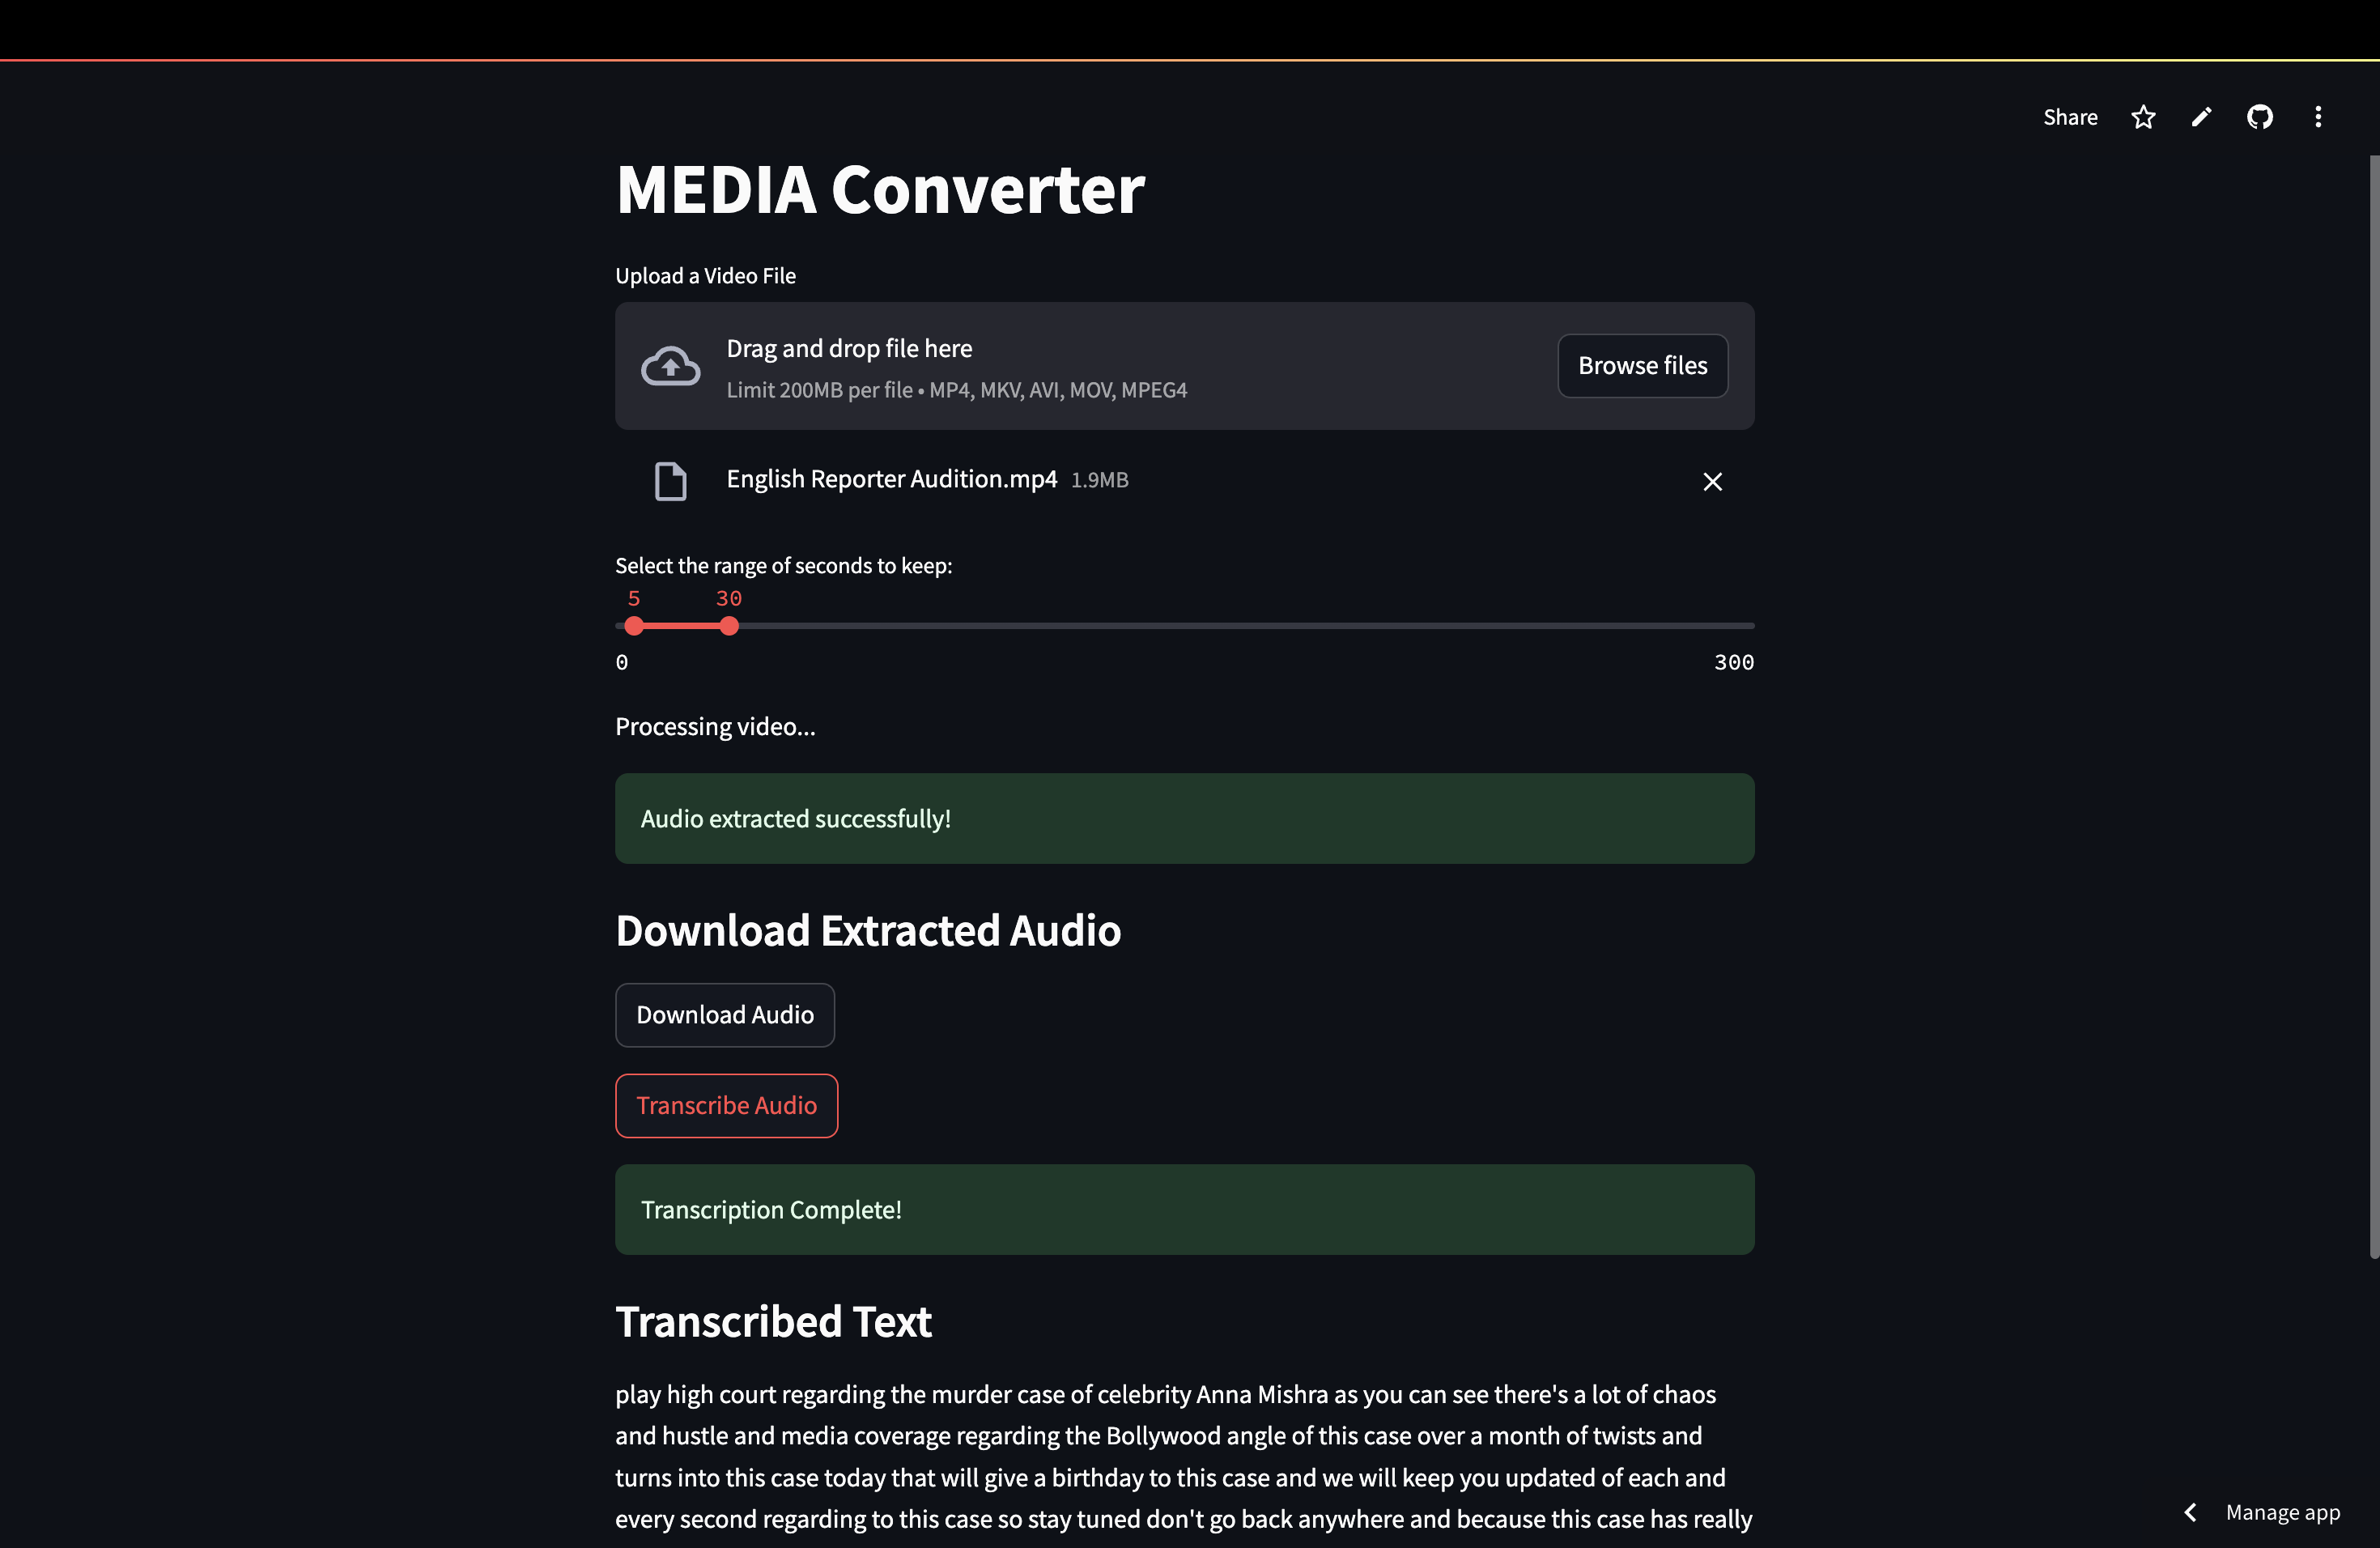 Share
MEDIA Converter
Upload a Video File
Drag and drop file here
Limit 200MB per file • MP4, MKV, AVI, MOV, MPEG4
Browse files
English Reporter Audition.mp4 1.9MB
Select the range of seconds to keep:
5 30
0 300
Processing video...
Audio extracted successfully!
Download Extracted Audio
Download Audio
Transcribe Audio
Transcription Complete!
Transcribed Text
play high court regarding the murder case of celebrity Anna Mishra as you can see there's a lot of chaos
and hustle and media coverage regarding the Bollywood angle of this case over a month of twists and
turns into this case today that will give a birthday to this case and we will keep you updated of each and
every second regarding to this case so stay tuned don't go back anywhere and because this case has really
Manage app